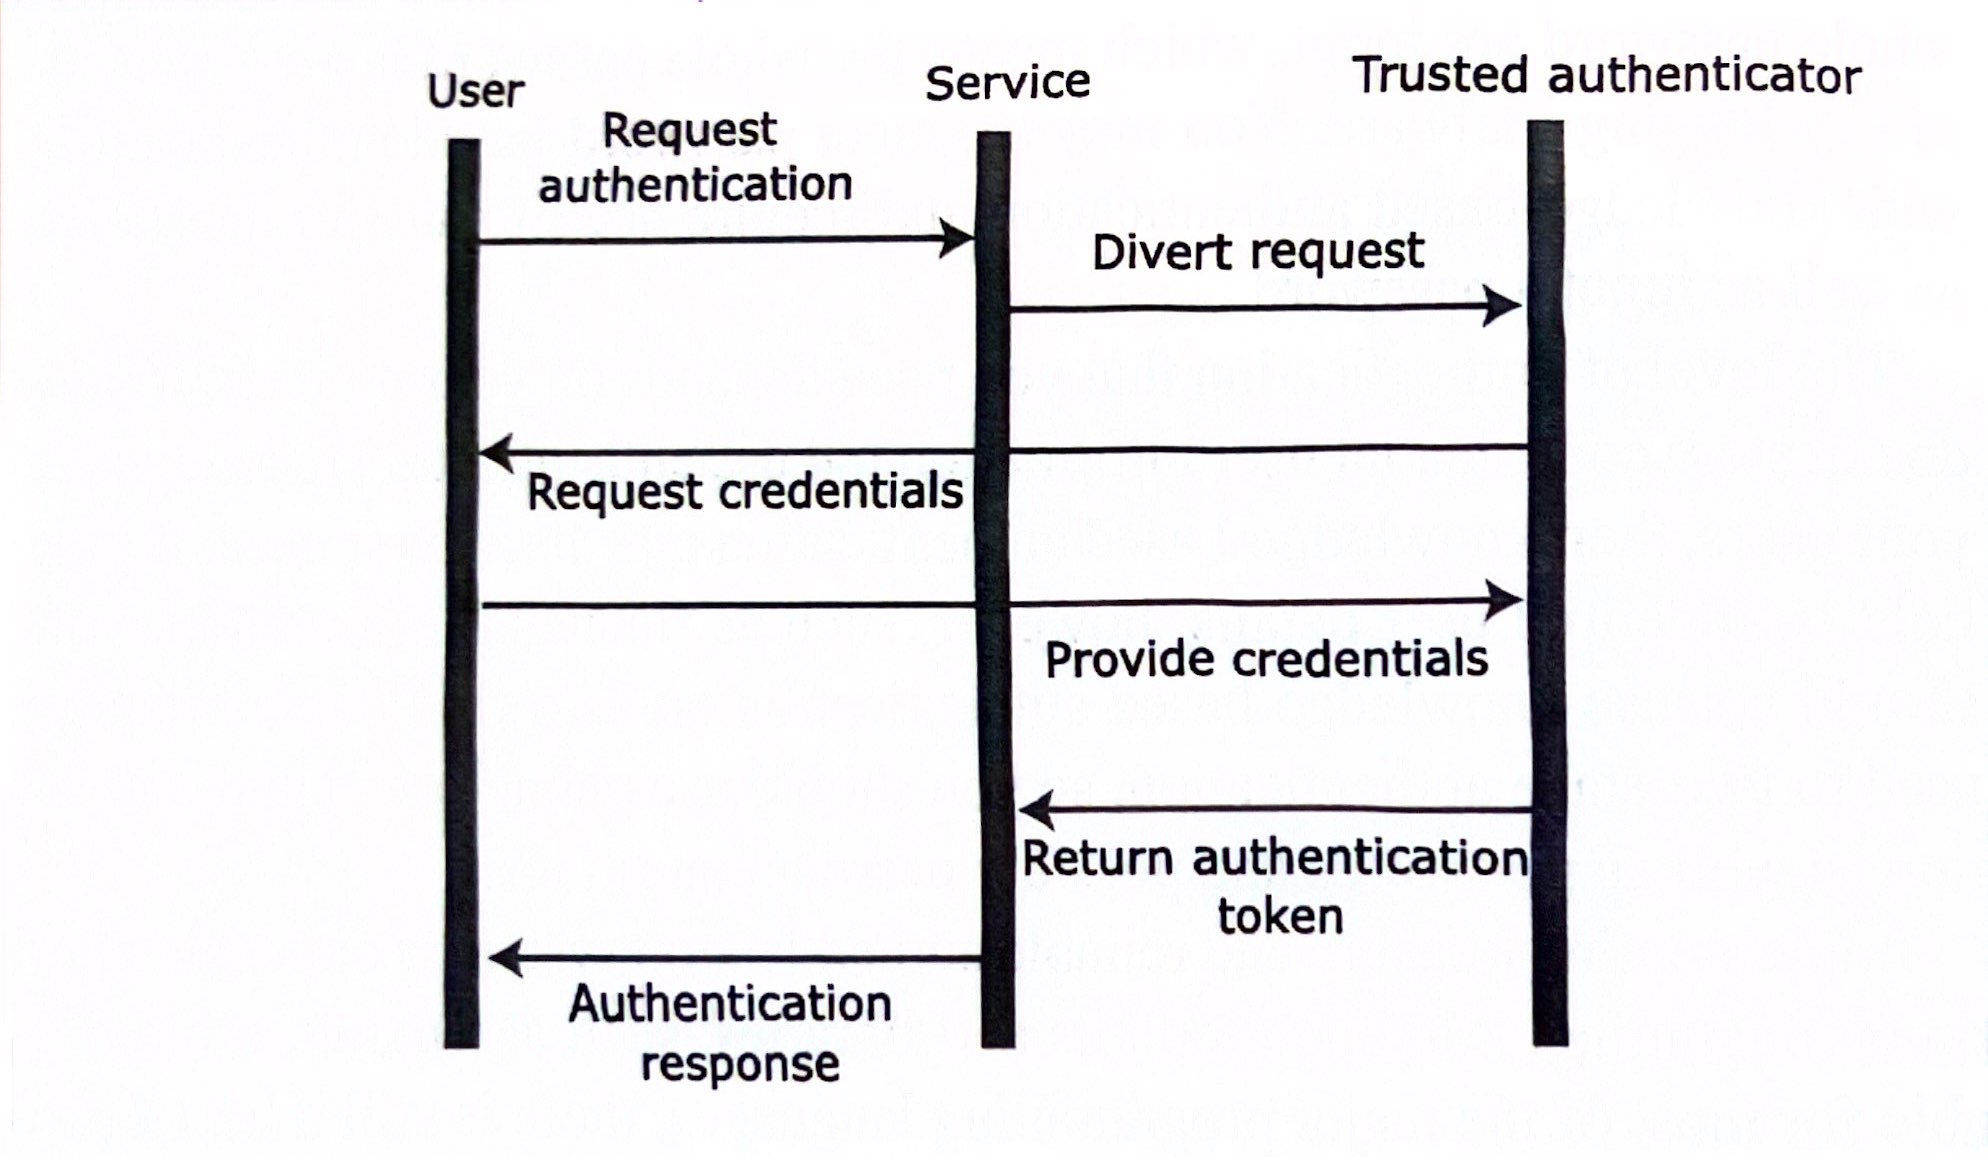 User
Service
Trusted authenticator
Request
authentication
Divert request
Request credentials
Provide credentials
Return authentication
token
Authentication
response